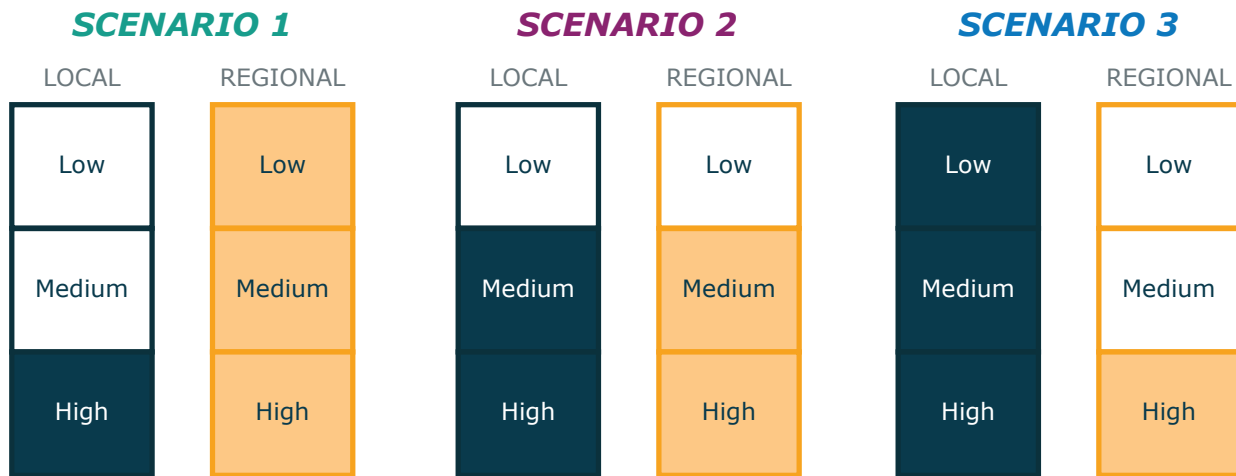 SCENARIO 1
LOCAL
REGIONAL
Low
Low
Medium
Medium
High
High
SCENARIO 2
LOCAL
REGIONAL
Low
Low
Medium
Medium
High
High
SCENARIO 3
LOCAL
REGIONAL
Low
Low
Medium
Medium
High
High